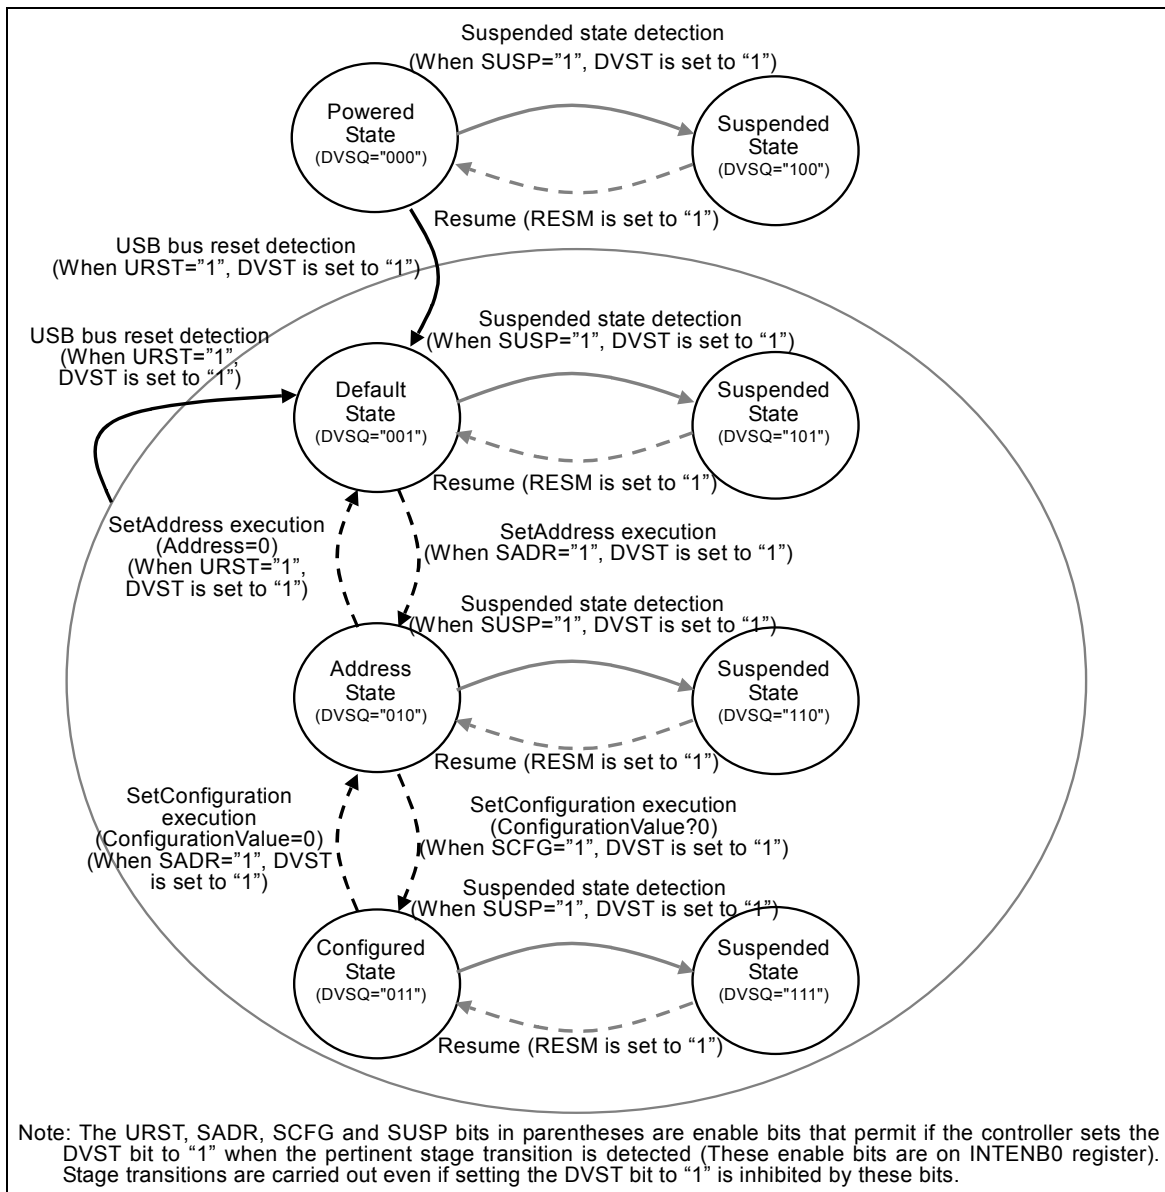 Suspended state detection
(When SUSP=”1”, DVST is set to “1”)
Powered
State
(DVSQ="000")
Suspended
State
(DVSQ="100")
Resume (RESM is set to “1”)
USB bus reset detection
(When URST=”1”, DVST is set to “1”)
USB bus reset detection
(When URST=”1”,
DVST is set to “1”)
Suspended state detection
(When SUSP=”1”, DVST is set to “1”)
Default
State
(DVSQ="001")
Suspended
State
(DVSQ="101")
Resume (RESM is set to “1”)
SetAddress execution
(Address=0)
(When URST=”1”,
DVST is set to “1”)
SetAddress execution
(When SADR=”1”, DVST is set to “1”)
Suspended state detection
(When SUSP=”1”, DVST is set to “1”)
Address
State
(DVSQ="010")
Suspended
State
(DVSQ="110")
Resume (RESM is set to “1”)
SetConfiguration
execution
(ConfigurationValue=0)
(When SADR=”1”, DVST
is set to “1”)
SetConfiguration execution
(ConfigurationValue?0)
(When SCFG=”1”, DVST is set to “1”)
Suspended state detection
(When SUSP=”1”, DVST is set to “1”)
Configured
State
(DVSQ="011")
Suspended
State
(DVSQ="111")
Resume (RESM is set to “1”)
Note: The URST, SADR, SCFG and SUSP bits in parentheses are enable bits that permit if the controller sets the
DVST bit to “1” when the pertinent stage transition is detected (These enable bits are on INTENB0 register).
Stage transitions are carried out even if setting the DVST bit to “1” is inhibited by these bits.